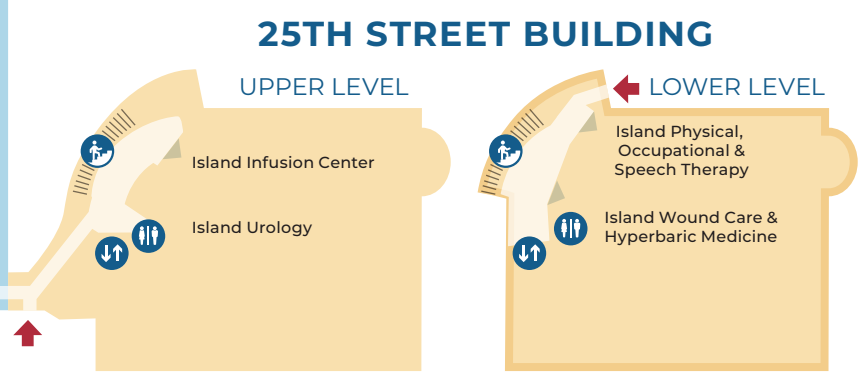 25TH STREET BUILDING
UPPER LEVEL
Island Infusion Center
Island Urology
LOWER LEVEL
Island Physical,
Occupational &
Speech Therapy
Island Wound Care &
Hyperbaric Medicine